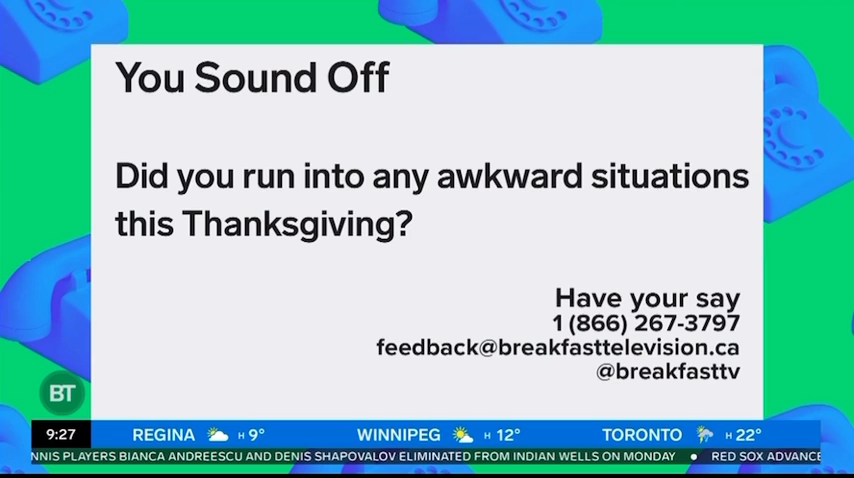 You Sound Off
Did you run into any awkward situations
this Thanksgiving?
Have your say
1 (866) 267-3797
feedback@breakfasttelevision.ca
@breakfasttv
BT
9:27 REGINA H 9° WINNIPEG H 12° TORONTO H 22°
NNIS PLAYERS BIANCA ANDREESCU AND DENIS SHAPOVALOV ELIMINATED FROM INDIAN WELLS ON MONDAY • RED SOX ADVANCE